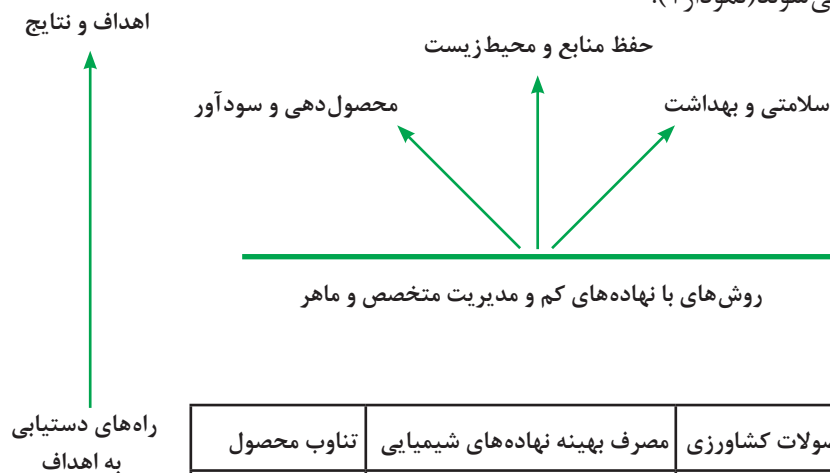 اهداف و نتایج
حفظ منابع و محیط‌زیست
سلامتی و بهداشت
محصول‌دهی و سودآور
روش‌های با نهاده‌های کم و مدیریت متخصص و ماهر
راه‌های دستیابی
به اهداف
کشاورزی
مصرف بهینه نهاده‌های شیمیایی
تناوب محصول